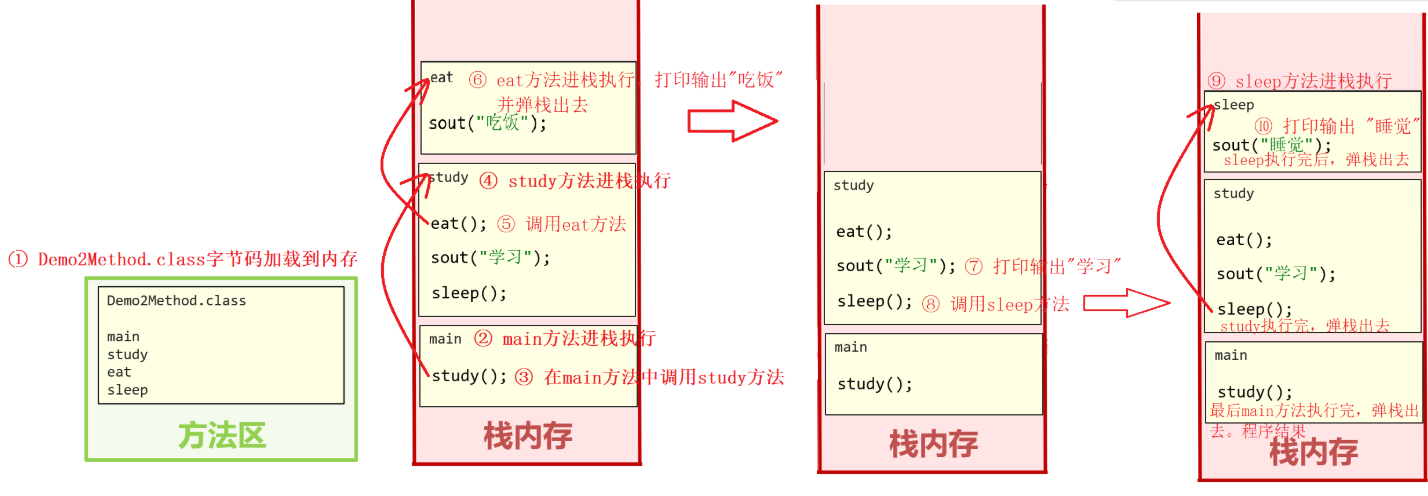 ① Demo2Method.class字节码加载到内存
Demo2Method.class
main
study
eat
sleep
方法区
eat ⑥ eat方法进栈执行，打印输出"吃饭"
并弹栈出去
sout("吃饭");
study ④ study方法进栈执行
eat(); ⑤ 调用eat方法
sout("学习");
sleep();
main ② main方法进栈执行
study(); ③ 在main方法中调用study方法
栈内存
study
eat();
sout("学习"); ⑦ 打印输出"学习"
sleep(); ⑧ 调用sleep方法
main
study();
栈内存
⑨ sleep方法进栈执行
sleep
⑩ 打印输出 "睡觉"
sout("睡觉");
sleep执行完后，弹栈出去
study
eat();
sout("学习");
sleep();
study执行完，弹栈出去
main
study();
最后main方法执行完，弹栈出
去。程序结果
栈内存